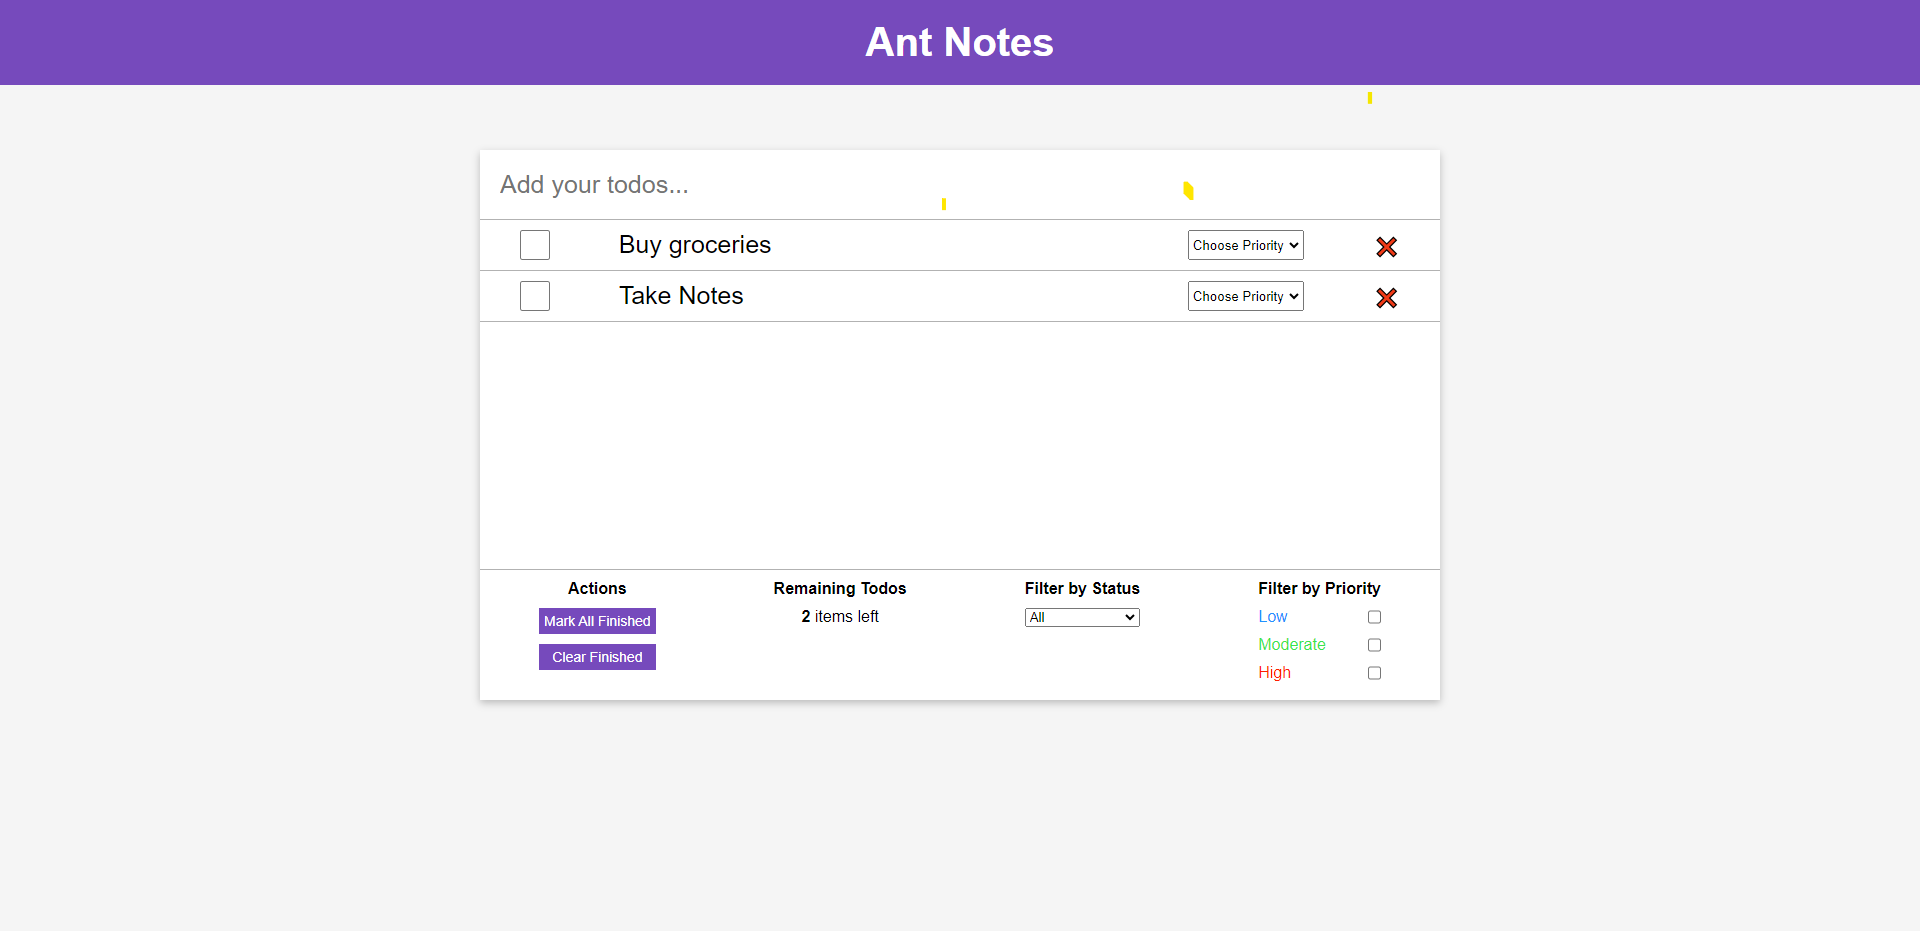 Ant Notes
Add your todos...
Buy groceries Choose Priority
Take Notes Choose Priority
Actions Remaining Todos Filter by Status Filter by Priority
Mark All Finished 2 items left All Low
Moderate
Clear Finished
High